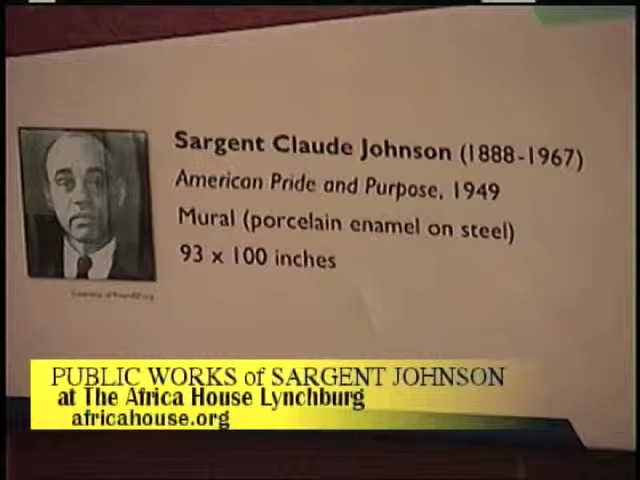 Sargent Claude Johnson (1888-1967)
American Pride and Purpose, 1949
Mural (porcelain enamel on steel)
93 x 100 inches
PUBLIC WORKS of SARGENT JOHNSON
at The Africa House Lynchburg
africahouse.org